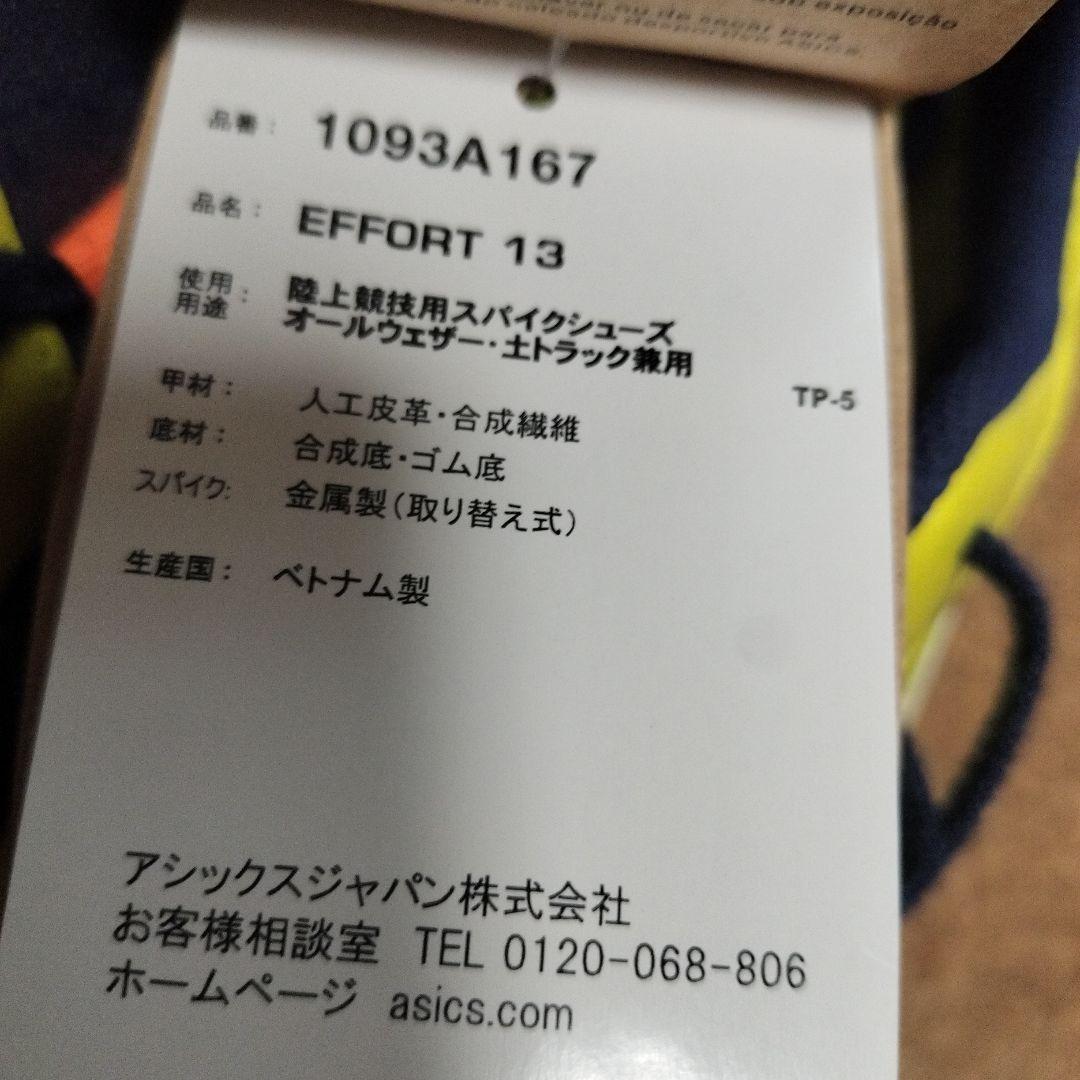 exposição
ou de secar para
品番： 1093A167
品名： EFFORT 13
使用用途： 陸上競技用スパイクシューズ
オールウェザー・土トラック兼用
TP-5
甲材： 人工皮革・合成繊維
底材： 合成底・ゴム底
スパイク: 金属製（取り替え式）
生産国： ベトナム製
アシックスジャパン株式会社
お客様相談室 TEL 0120-068-806
ホームページ asics.com